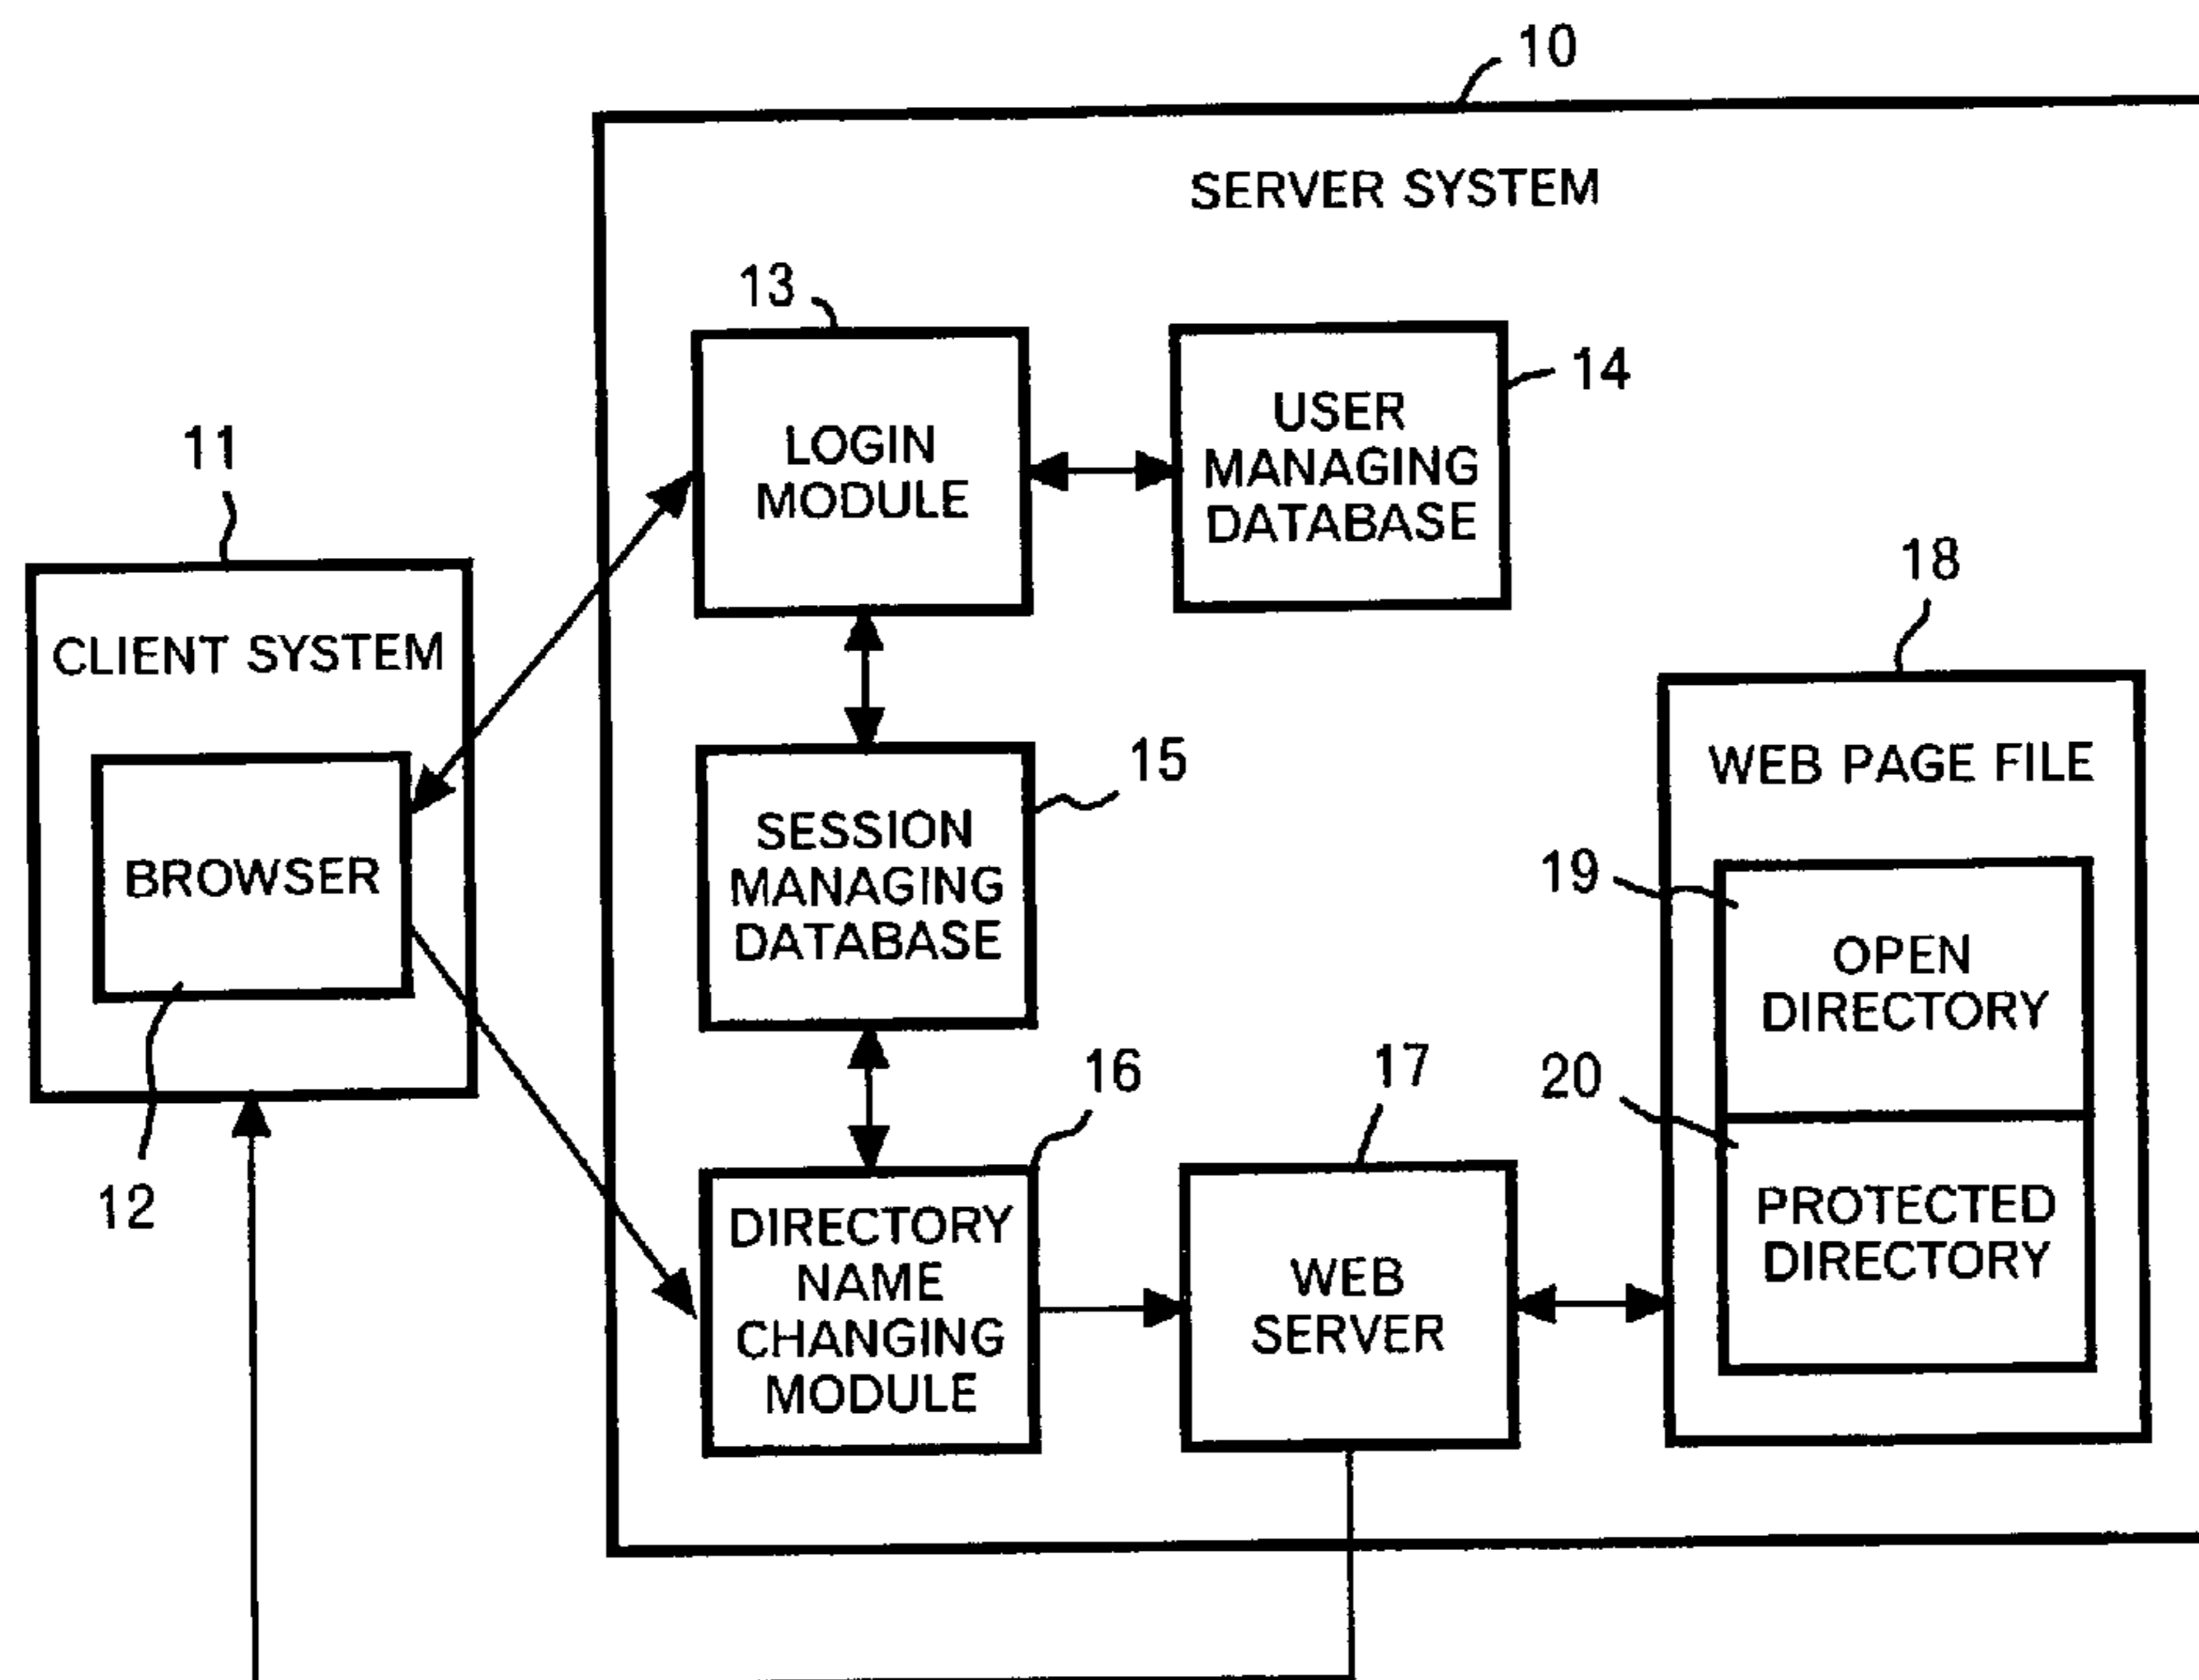 10
SERVER SYSTEM
13
14
LOGIN
MODULE
USER
MANAGING
DATABASE
11
CLIENT SYSTEM
BROWSER
12
15
SESSION
MANAGING
DATABASE
16
DIRECTORY
NAME
CHANGING
MODULE
17
WEB
SERVER
18
WEB PAGE FILE
19
OPEN
DIRECTORY
20
PROTECTED
DIRECTORY